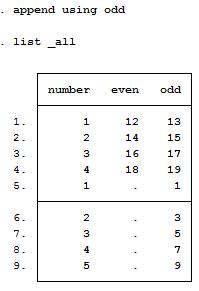 . append using odd
. list _all
number even odd
1. 1 12 13
2. 2 14 15
3. 3 16 17
4. 4 18 19
5. 1 . 1
6. 2 . 3
7. 3 . 5
8. 4 . 7
9. 5 . 9